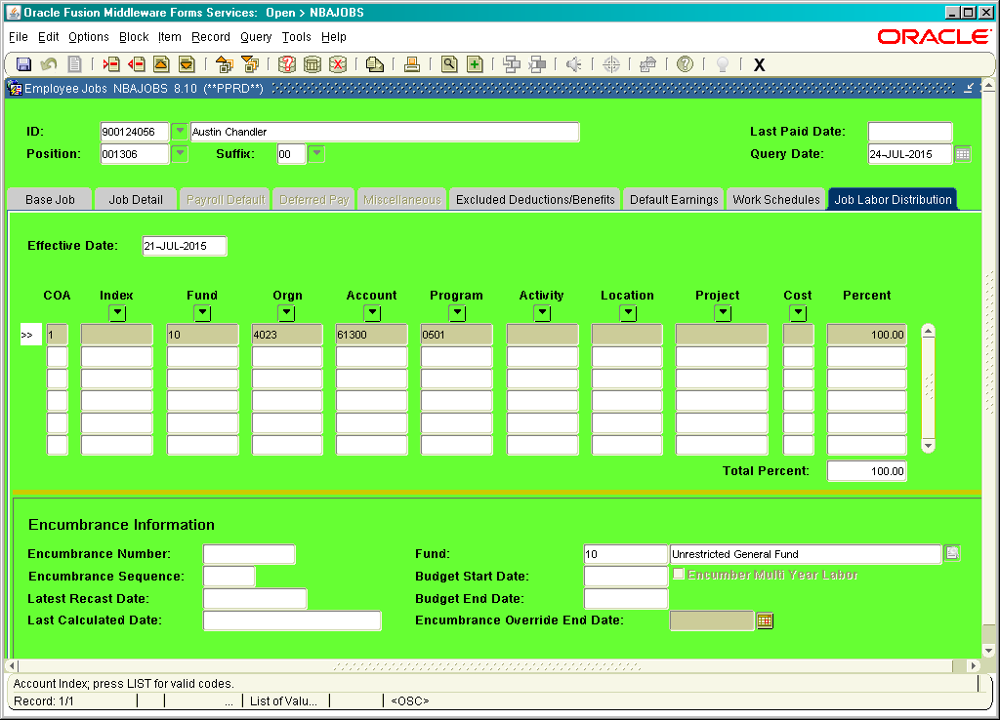 Oracle Fusion Middleware Forms Services: Open > NBAJOBS
File Edit Options Block Item Record Query Tools Help
ORACLE
X
Employee Jobs NBAJOBS 8.10 (**PPRD**)
ID: 900124056 Austin Chandler Last Paid Date:
Position: 001306 Suffix: 00 Query Date: 24-JUL-2015
Base Job Job Detail Payroll Default Deferred Pay Miscellaneous Excluded Deductions/Benefits Default Earnings Work Schedules Job Labor Distribution
Effective Date: 21-JUL-2015
COA Index Fund Orgn Account Program Activity Location Project Cost Percent
>> 1 10 4023 61300 0501 100.00
Total Percent: 100.00
Encumbrance Information
Encumbrance Number: Fund: 10 Unrestricted General Fund
Encumbrance Sequence: Budget Start Date: Encumber Multi Year Labor
Latest Recast Date: Budget End Date:
Last Calculated Date: Encumbrance Override End Date:
Account Index; press LIST for valid codes.
Record: 1/1 ... List of Valu... <OSC>